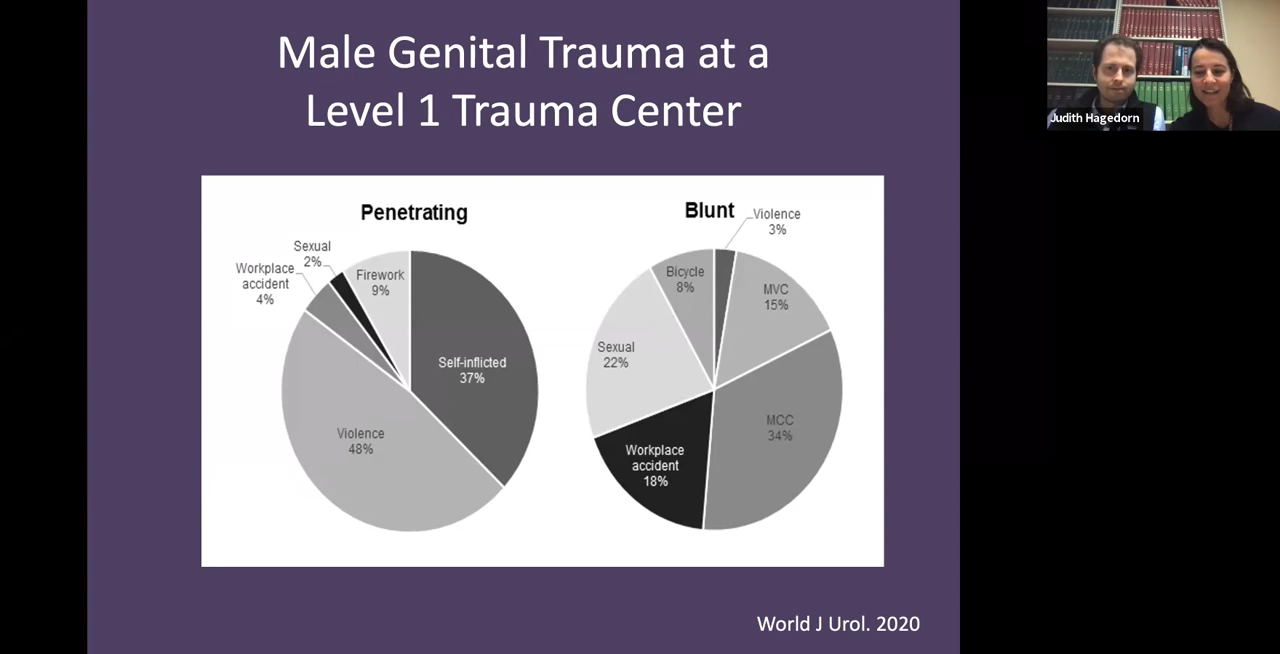 Male Genital Trauma at a
Level 1 Trauma Center
Penetrating
Sexual
2%
Workplace
accident
4%
Firework
9%
Self-inflicted
37%
Violence
48%
Blunt
Violence
3%
Bicycle
8%
MVC
15%
Sexual
22%
MCC
34%
Workplace
accident
18%
World J Urol. 2020
Judith Hagedorn